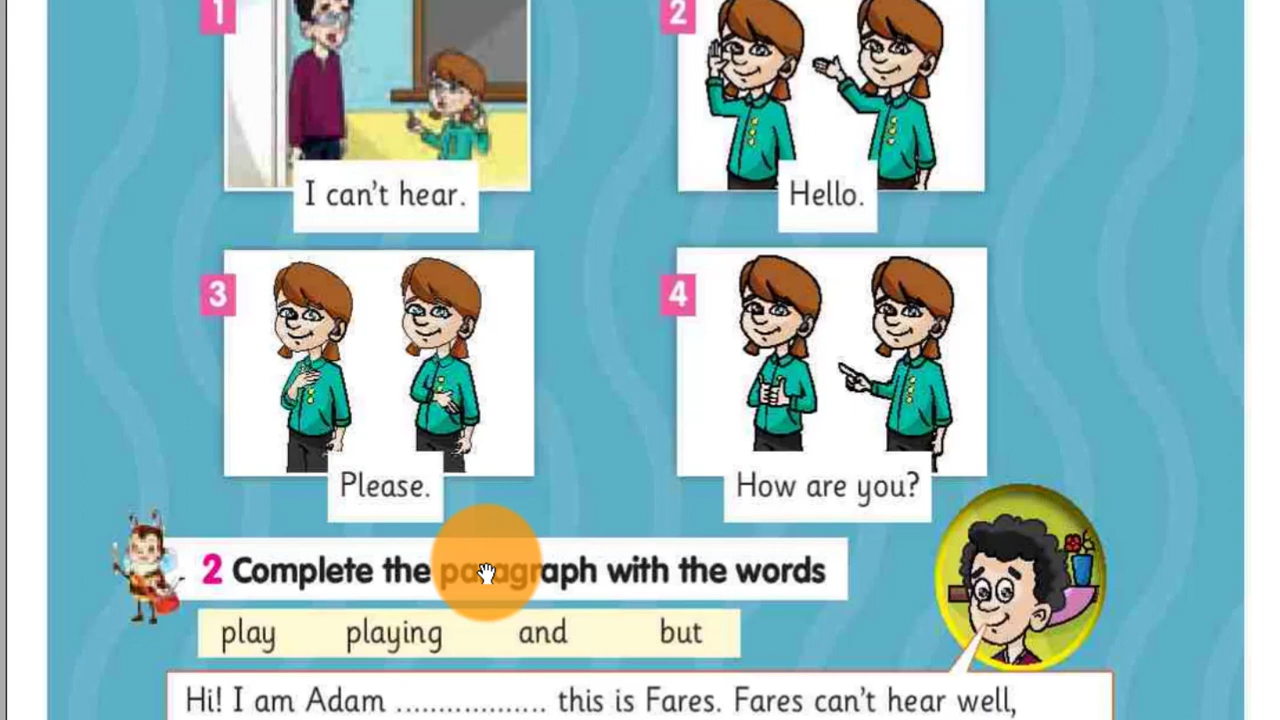 1
2
I can't hear.
Hello.
3
4
Please.
How are you?
2 Complete the paragraph with the words
play playing and but
Hi! I am Adam .................. this is Fares. Fares can't hear well,